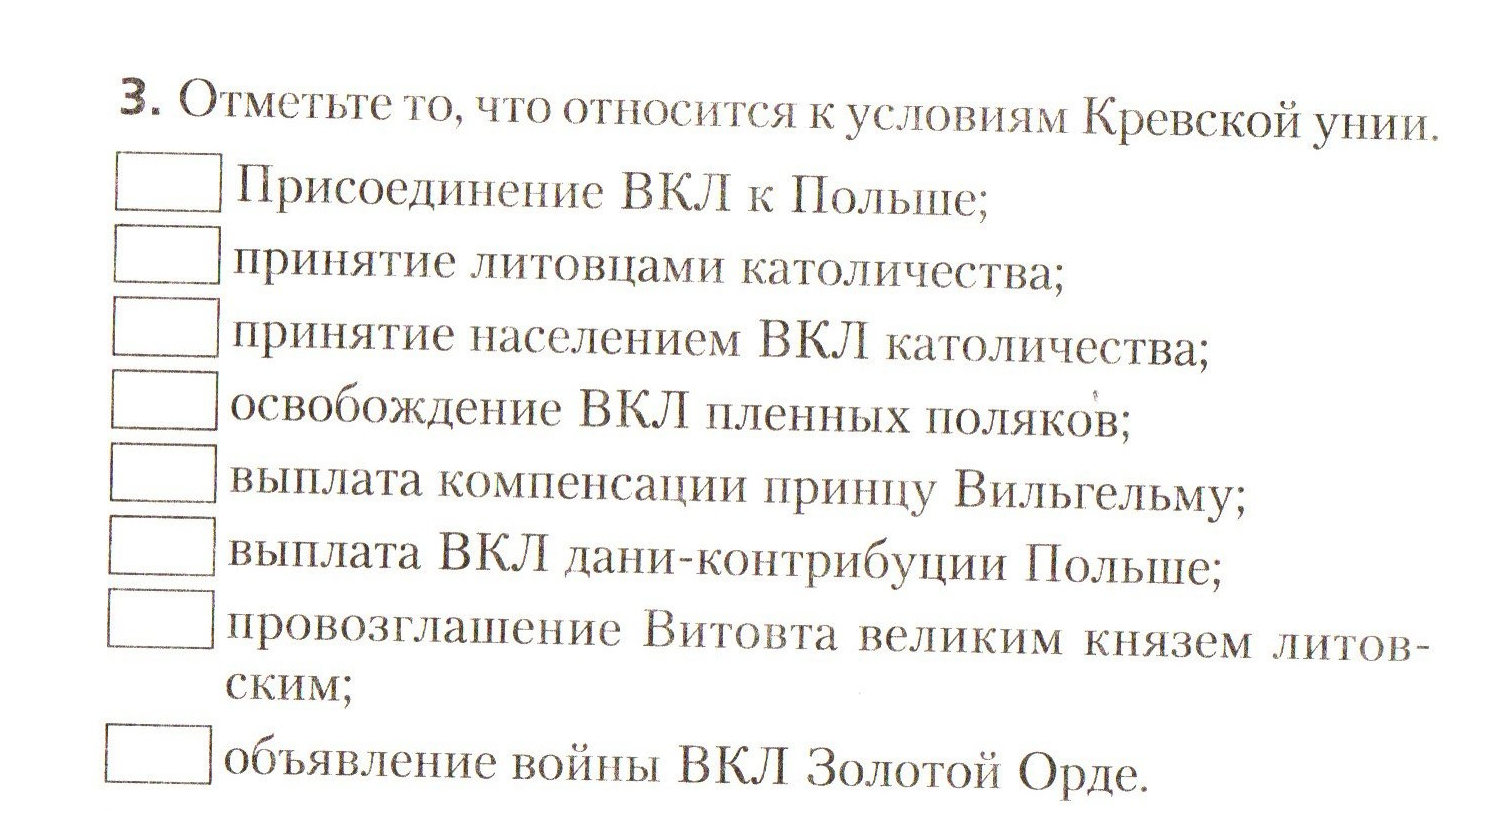 3. Отметьте то, что относится к условиям Кревской унии.
Присоединение ВКЛ к Польше;
принятие литовцами католичества;
принятие населением ВКЛ католичества;
освобождение ВКЛ пленных поляков;
выплата компенсации принцу Вильгельму;
выплата ВКЛ дани-контрибуции Польше;
провозглашение Витовта великим князем литов-
ским;
объявление войны ВКЛ Золотой Орде.